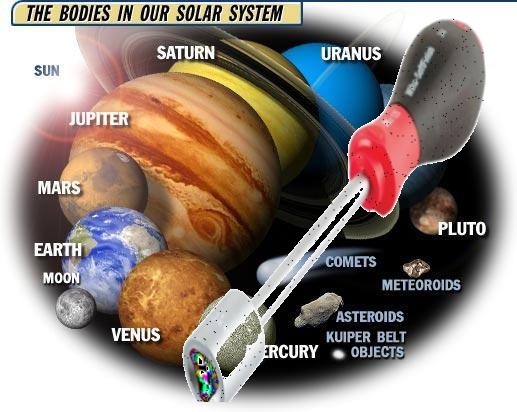 THE BODIES IN OUR SOLAR SYSTEM
SATURN
URANUS
SUN
JUPITER
MARS
PLUTO
EARTH
COMETS
MOON
METEOROIDS
ASTEROIDS
VENUS
ERCURY
KUIPER BELT
OBJECTS